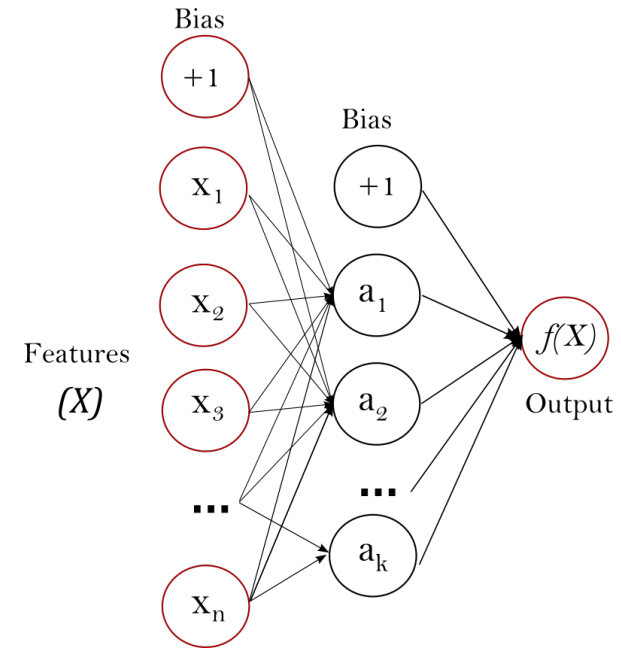 Bias
+1
x1
x2
x3
...
xn
Features
(X)
Bias
+1
a1
a2
...
ak
f(X)
Output